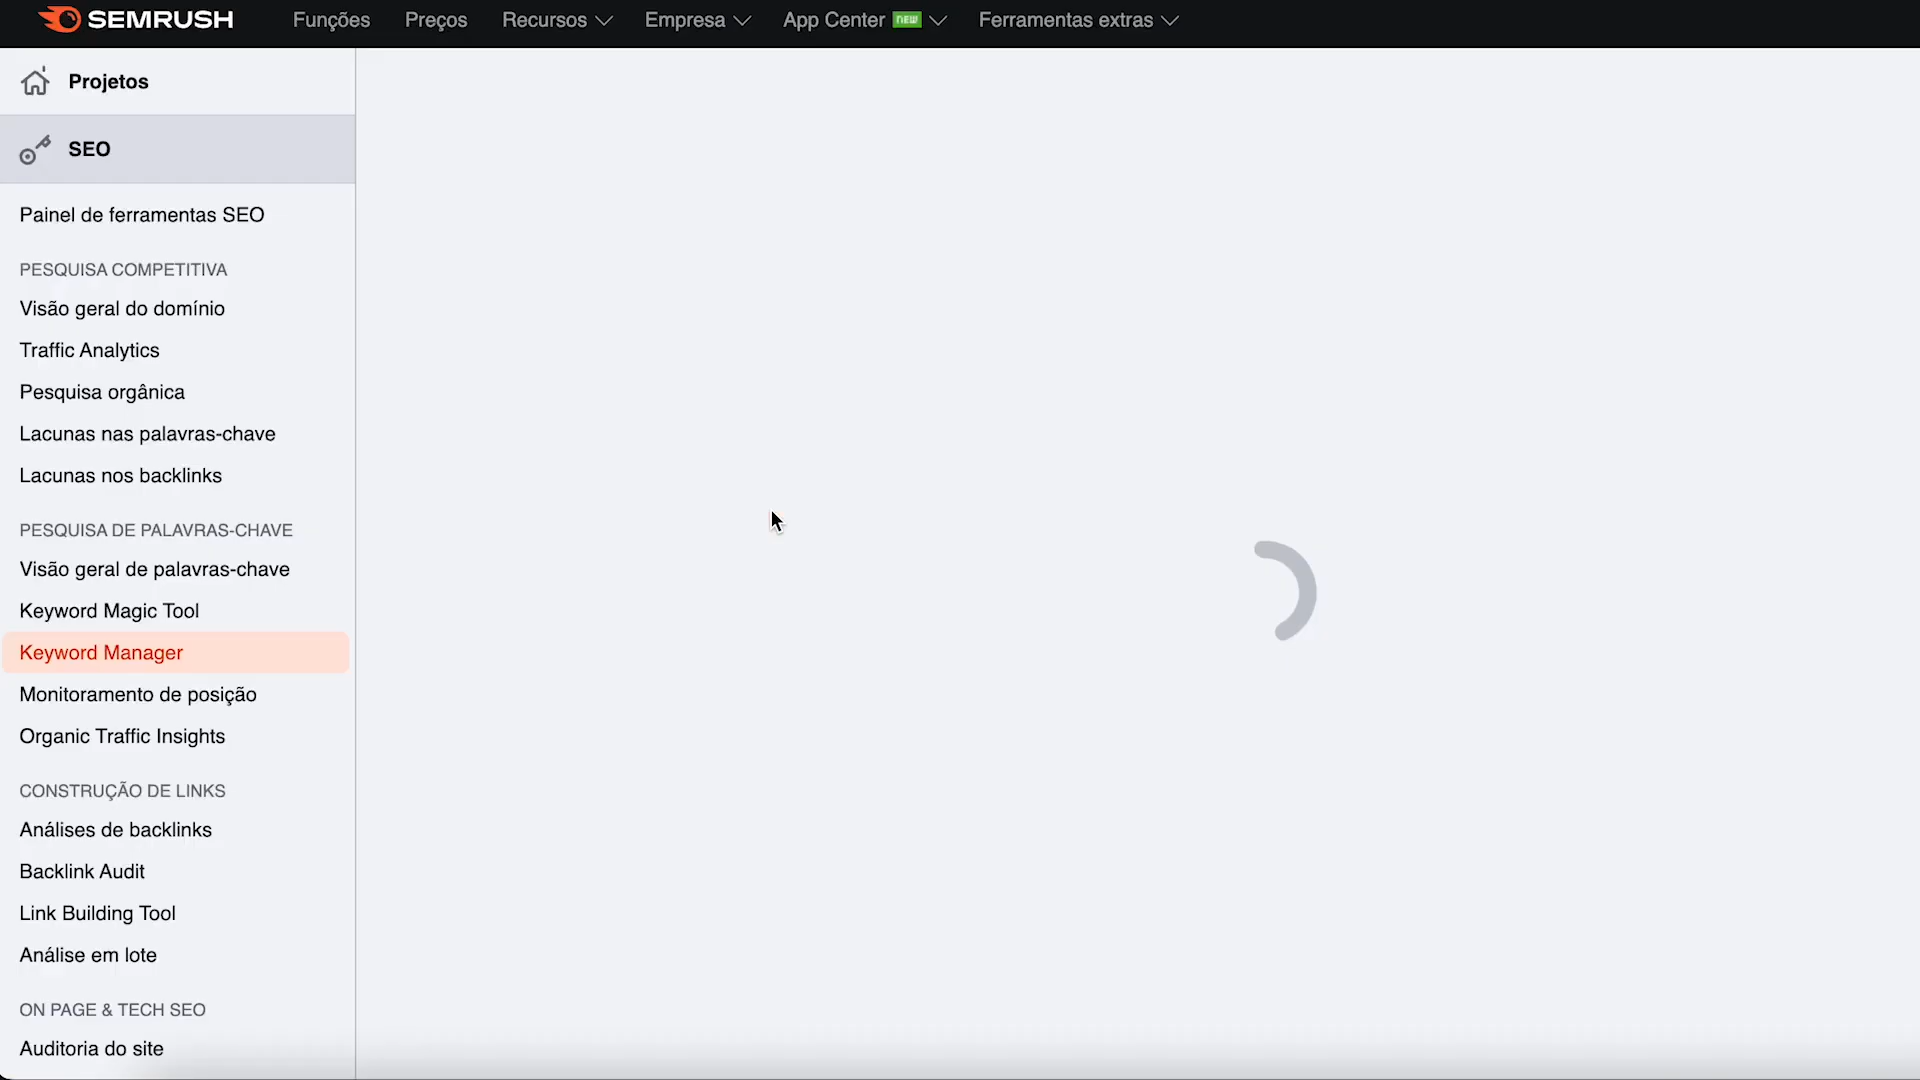 SEMRUSH Funções Preços Recursos Empresa App Center NEW Ferramentas extras
Projetos
SEO
Painel de ferramentas SEO
PESQUISA COMPETITIVA
Visão geral do domínio
Traffic Analytics
Pesquisa orgânica
Lacunas nas palavras-chave
Lacunas nos backlinks
PESQUISA DE PALAVRAS-CHAVE
Visão geral de palavras-chave
Keyword Magic Tool
Keyword Manager
Monitoramento de posição
Organic Traffic Insights
CONSTRUÇÃO DE LINKS
Análises de backlinks
Backlink Audit
Link Building Tool
Análise em lote
ON PAGE & TECH SEO
Auditoria do site